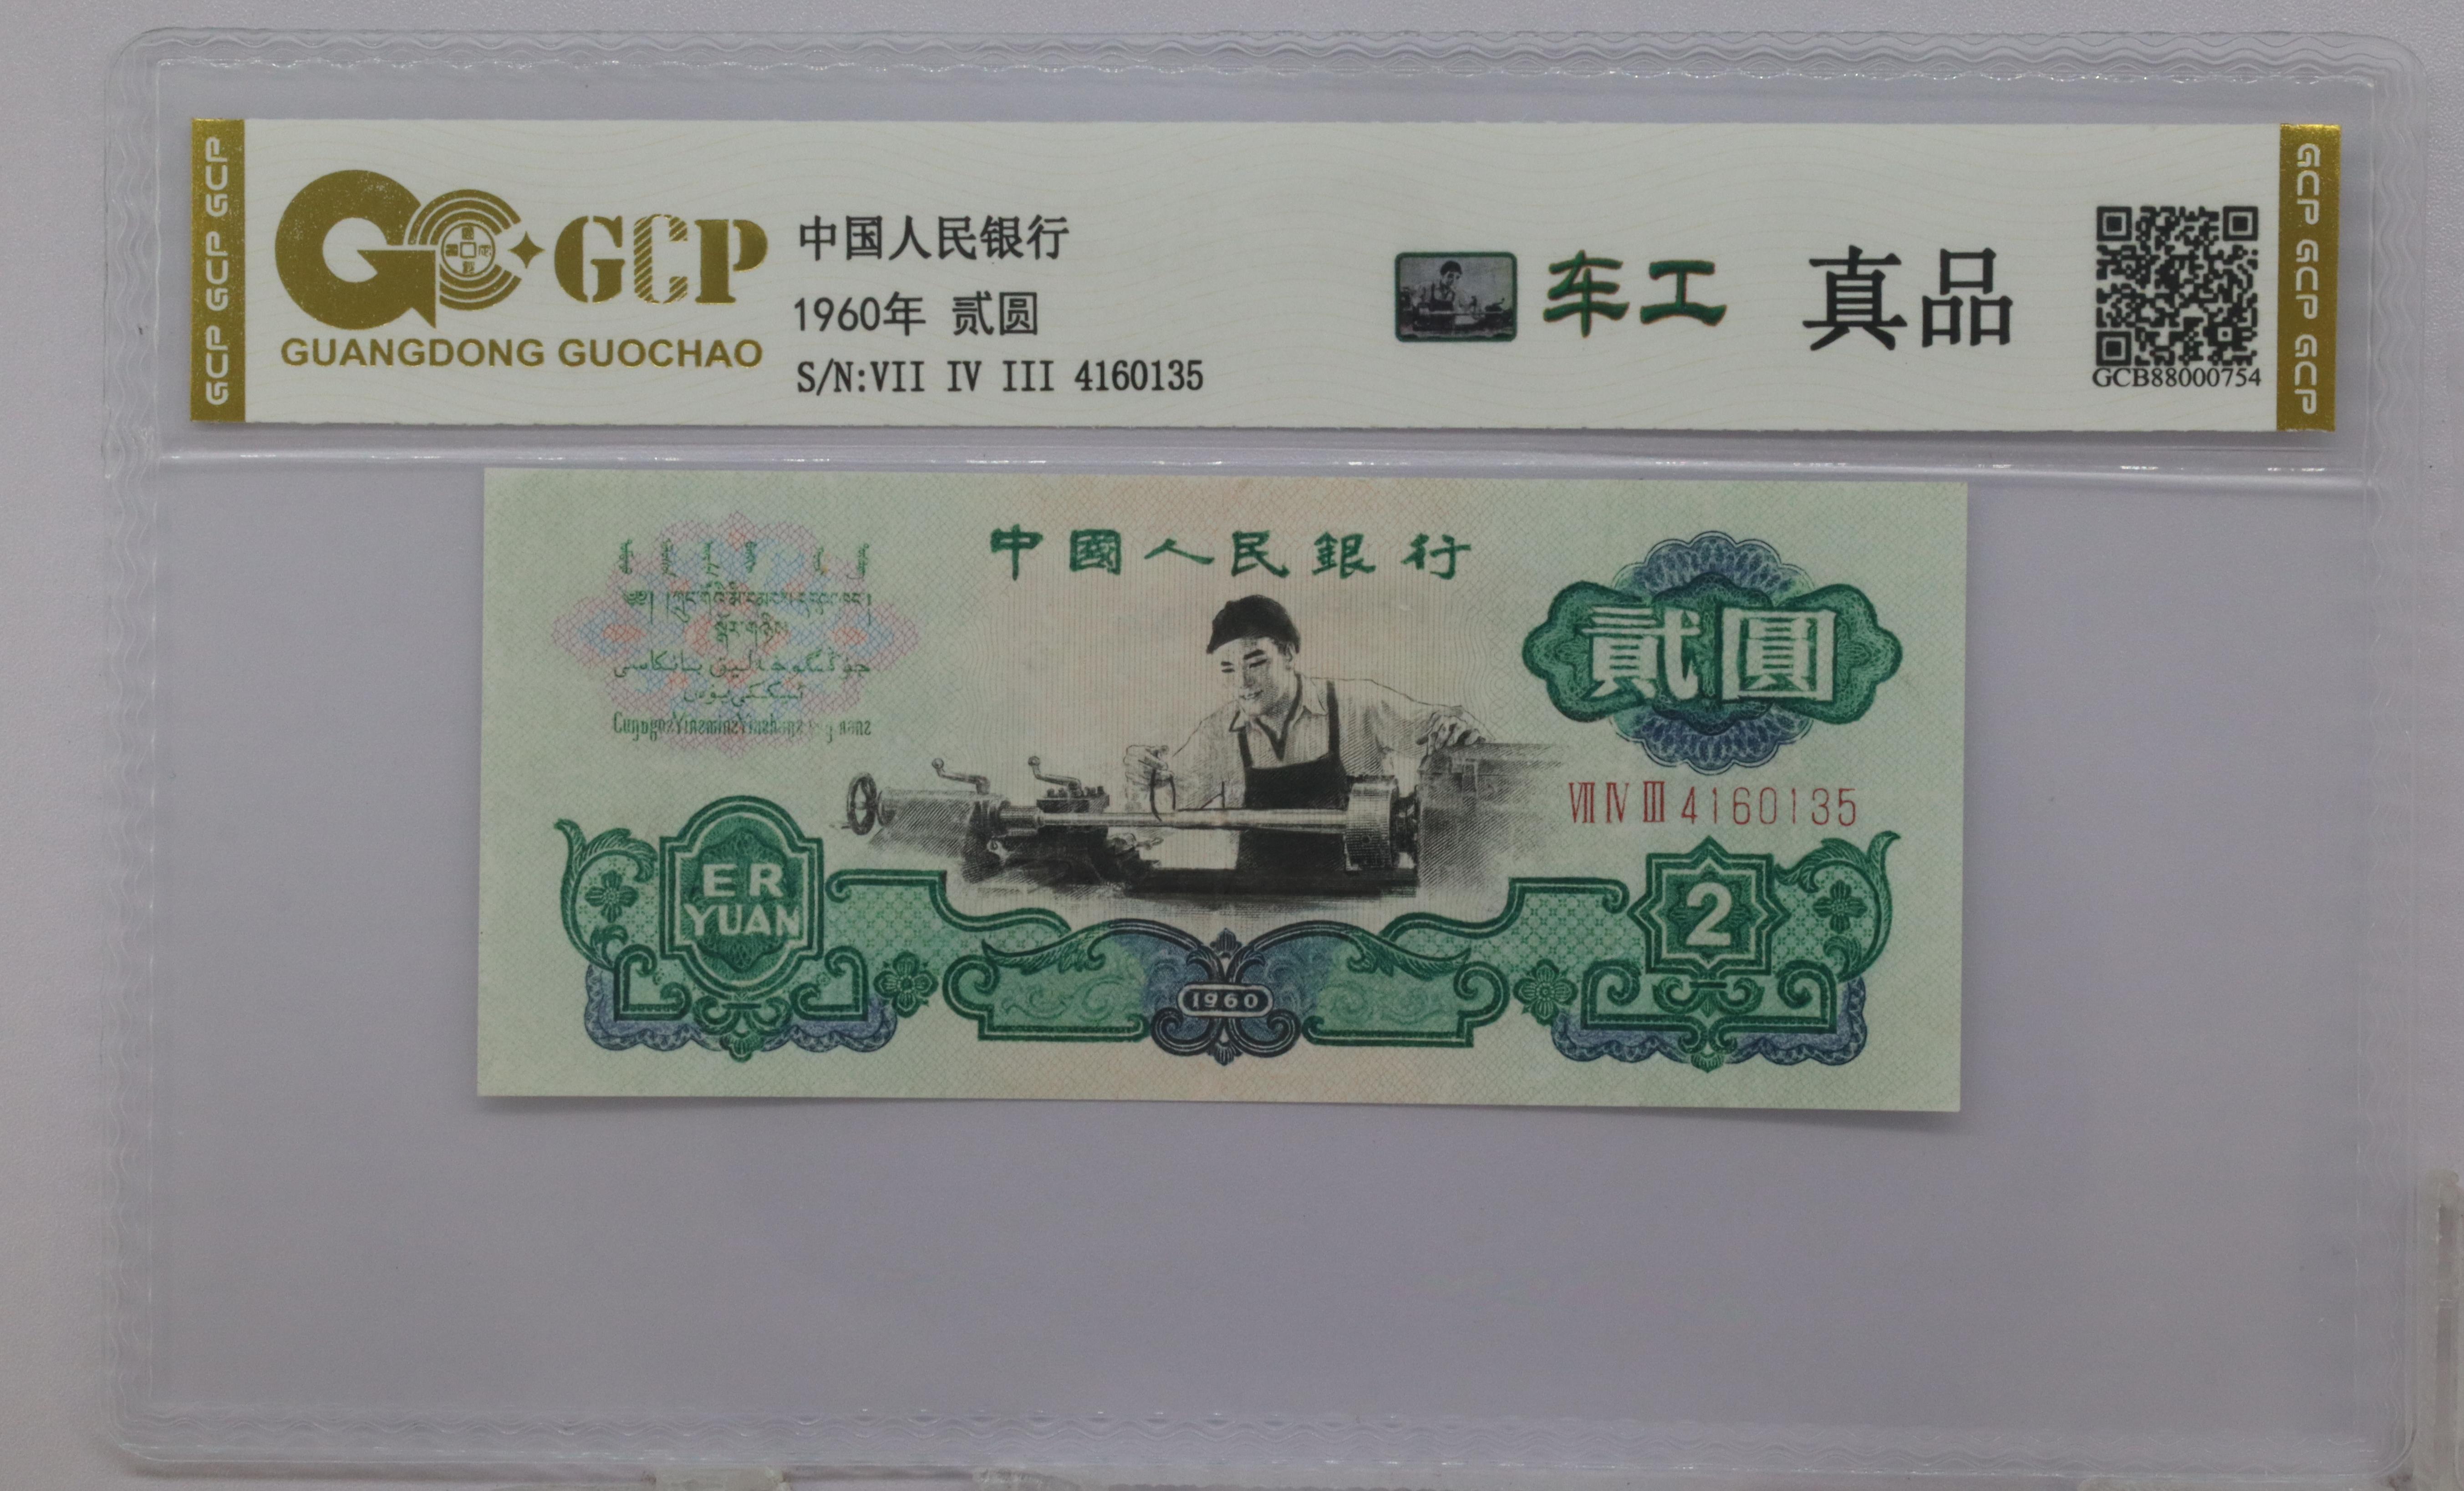 GCP GCP GCP
GCP
GUANGDONG GUOCHAO
中国人民银行
1960年 贰圆
S/N:VII IV III 4160135
车工 真品
GCB88000754
GCP GCP GCP
中國人民銀行
貳圓
VII IV III 4160135
ER
YUAN
2
1960